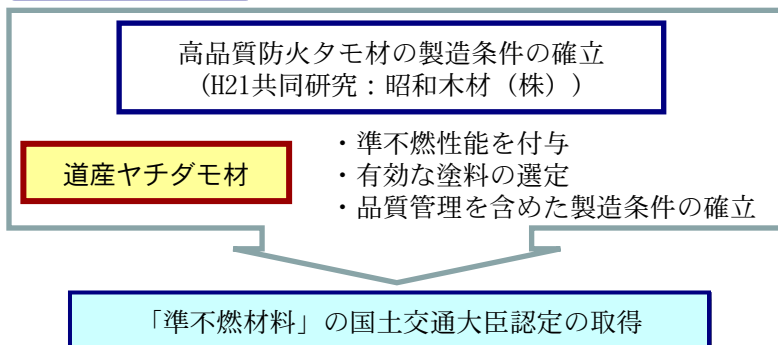 高品質防火タモ材の製造条件の確立
(H21共同研究：昭和木材（株）)
道産ヤチダモ材
・準不燃性能を付与
・有効な塗料の選定
・品質管理を含めた製造条件の確立
「準不燃材料」の国土交通大臣認定の取得